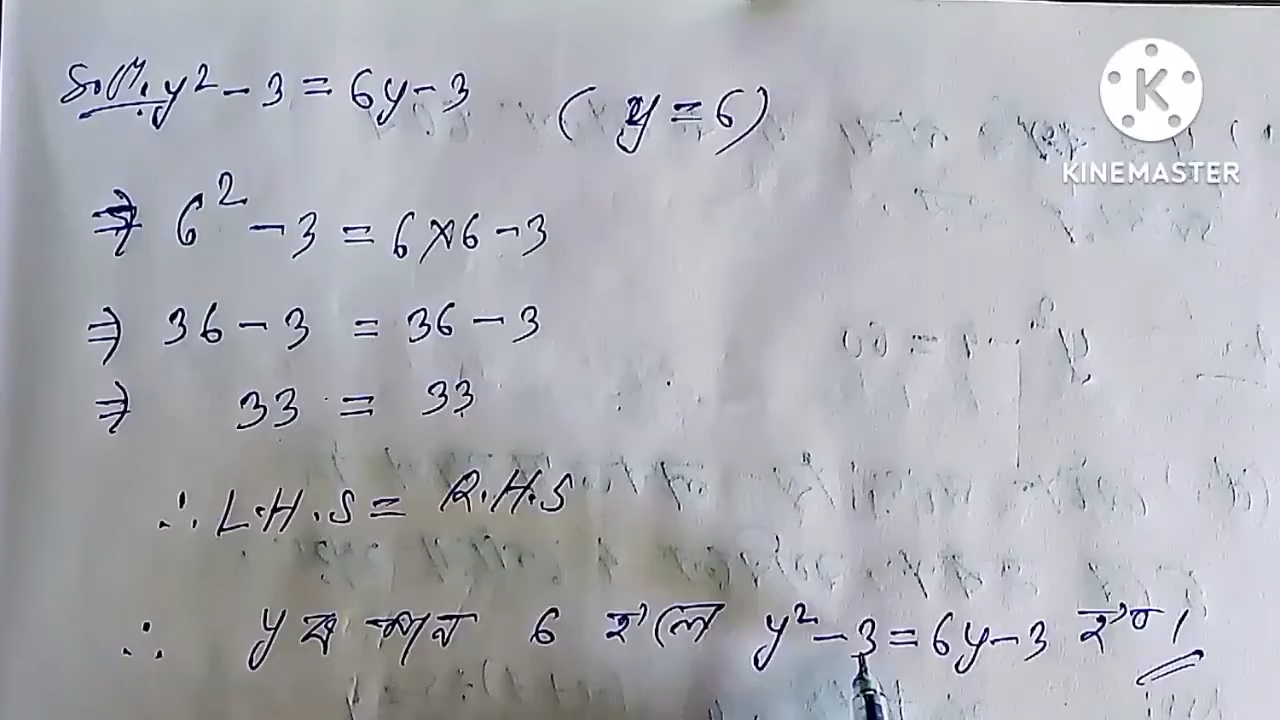 Soln. y² - 3 = 6y - 3 ( y = 6)
KINEMASTER
⇒ 6² - 3 = 6 × 6 - 3
⇒ 36 - 3 = 36 - 3
⇒ 33 = 33
∴ L.H.S = R.H.S
∴ y ৰ মান 6 হ'লে y² - 3 = 6y - 3 হ'ব।